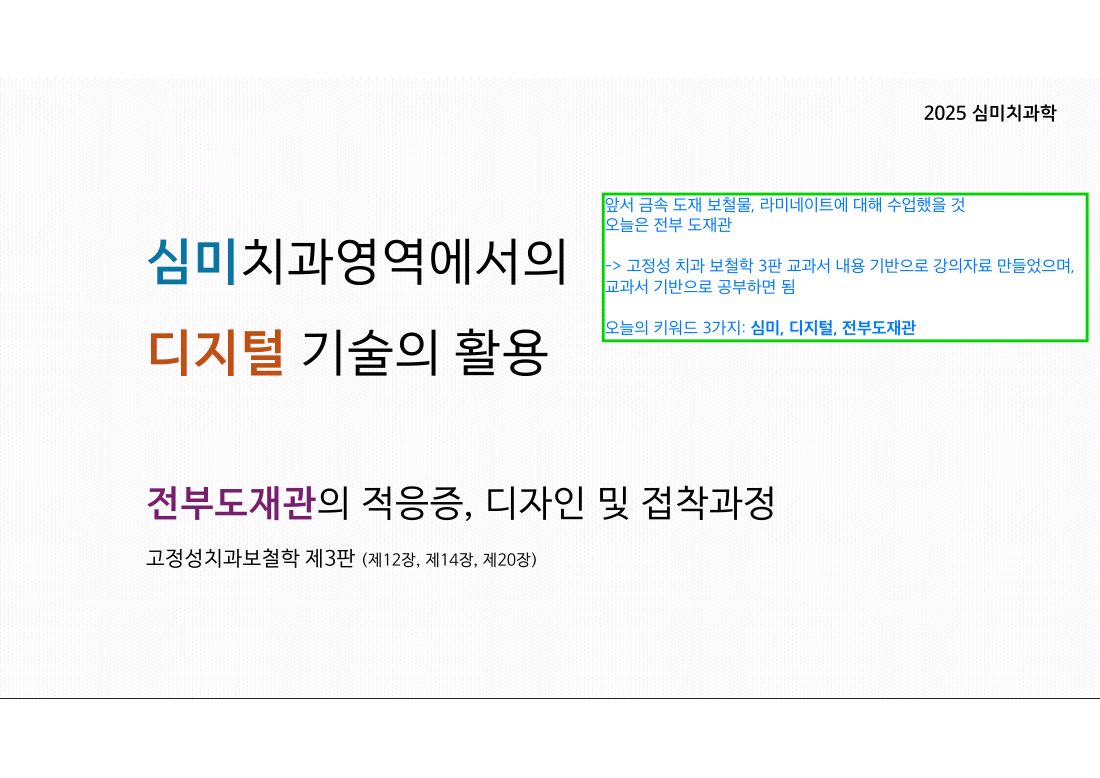 2025 심미치과학
심미치과영역에서의
디지털 기술의 활용
앞서 금속 도재 보철물, 라미네이트에 대해 수업했을 것
오늘은 전부 도재관
-> 고정성 치과 보철학 3판 교과서 내용 기반으로 강의자료 만들었으며,
교과서 기반으로 공부하면 됨
오늘의 키워드 3가지: 심미, 디지털, 전부도재관
전부도재관의 적응증, 디자인 및 접착과정
고정성치과보철학 제3판 (제12장, 제14장, 제20장)